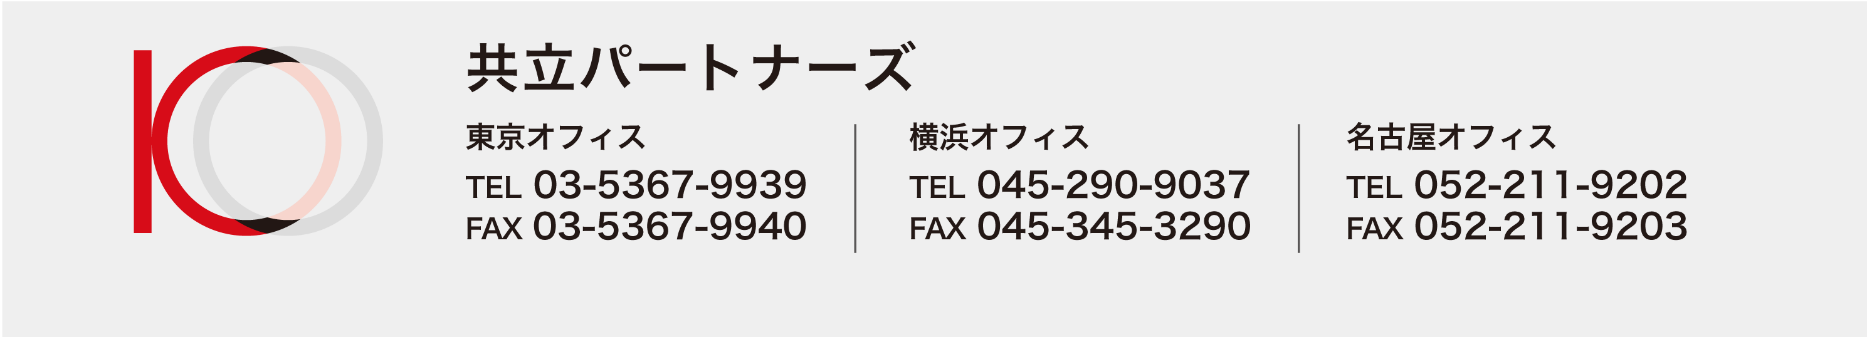 共立パートナーズ
東京オフィス
TEL 03-5367-9939
FAX 03-5367-9940
横浜オフィス
TEL 045-290-9037
FAX 045-345-3290
名古屋オフィス
TEL 052-211-9202
FAX 052-211-9203